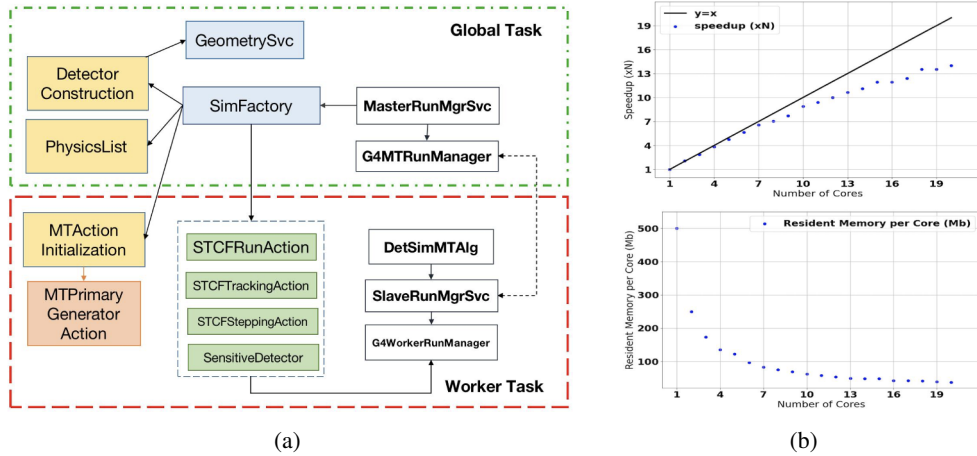 GeometrySvc
Global Task
Detector
Construction
SimFactory
MasterRunMgrSvc
PhysicsList
G4MTRunManager
MTAction
Initialization
STCFRunAction
DetSimMTAlg
MTPrimary
Generator
Action
STCFTrackingAction
SlaveRunMgrSvc
STCFSteppingAction
G4WorkerRunManager
SensitiveDetector
Worker Task
(a)
y=x
speedup (xN)
Speedup (xN)
19
16
13
10
7
4
1
1 4 7 10 13 16 19
Number of Cores
Resident Memory per Core (Mb)
Resident Memory per Core (Mb)
500
400
300
200
100
1 4 7 10 13 16 19
Number of Cores
(b)